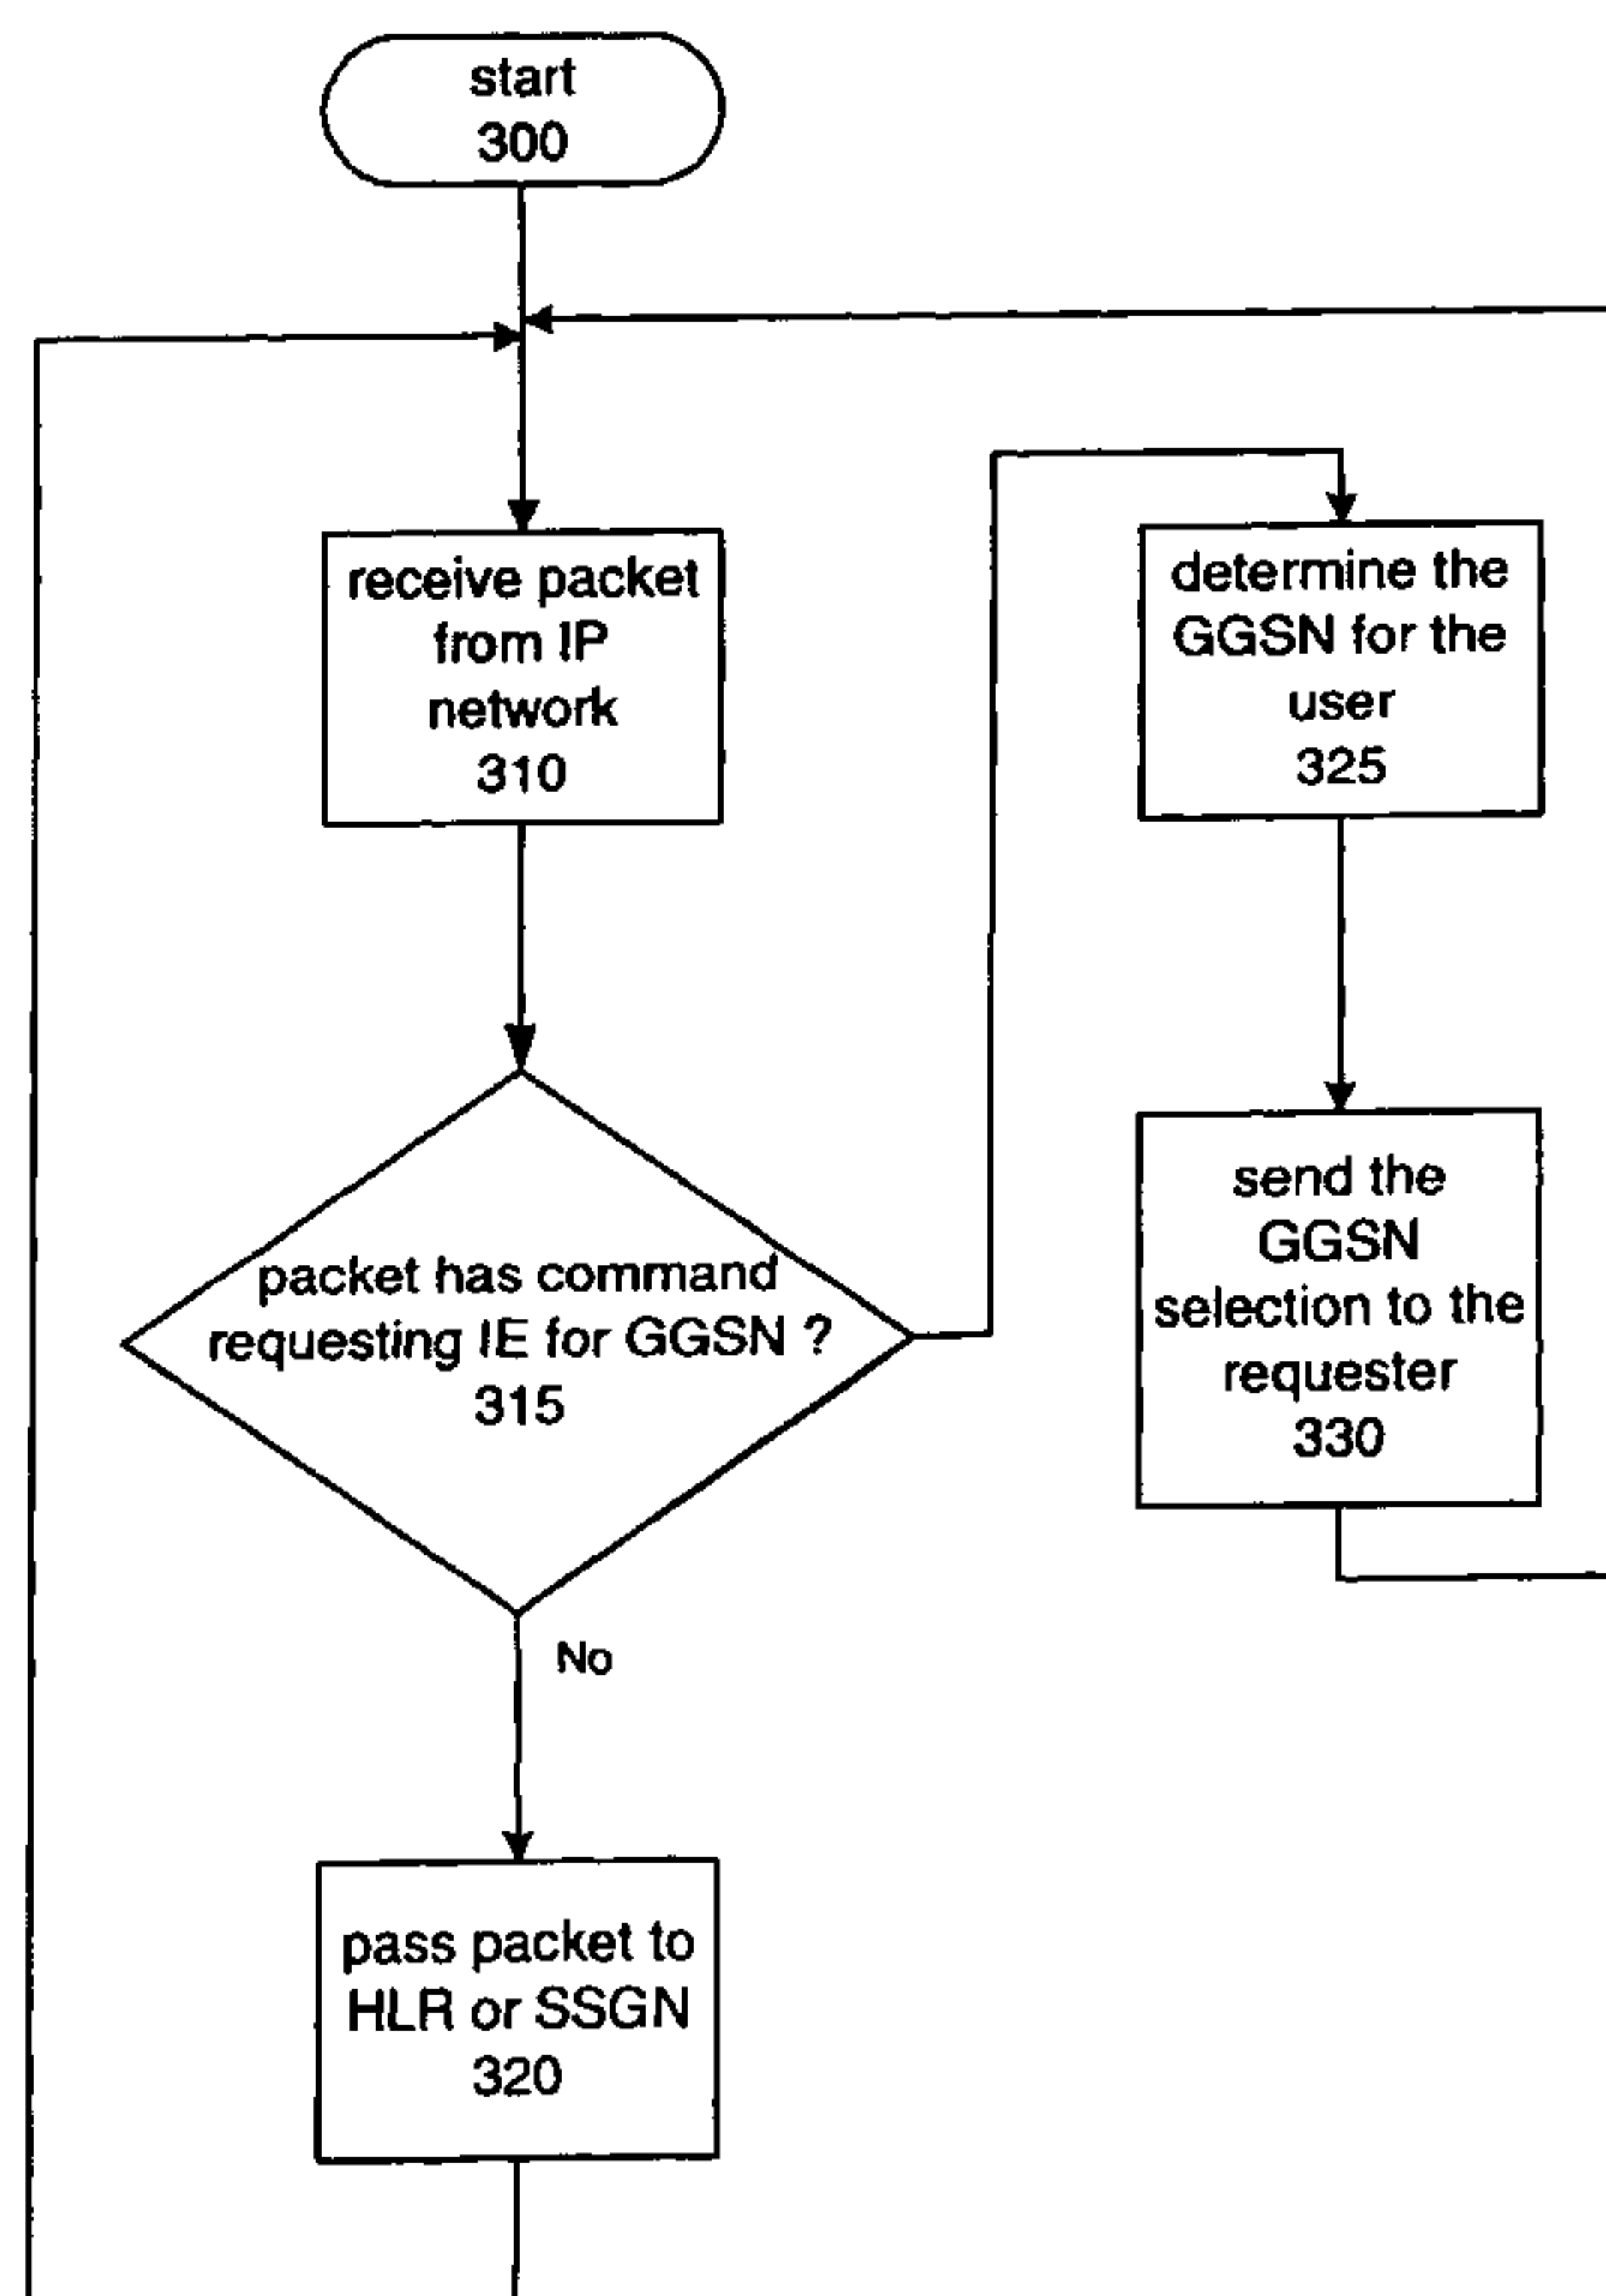 start
300
receive packet
from IP
network
310
packet has command
requesting IE for GGSN ?
315
No
pass packet to
HLR or SSGN
320
determine the
GGSN for the
user
325
send the
GGSN
selection to the
requester
330